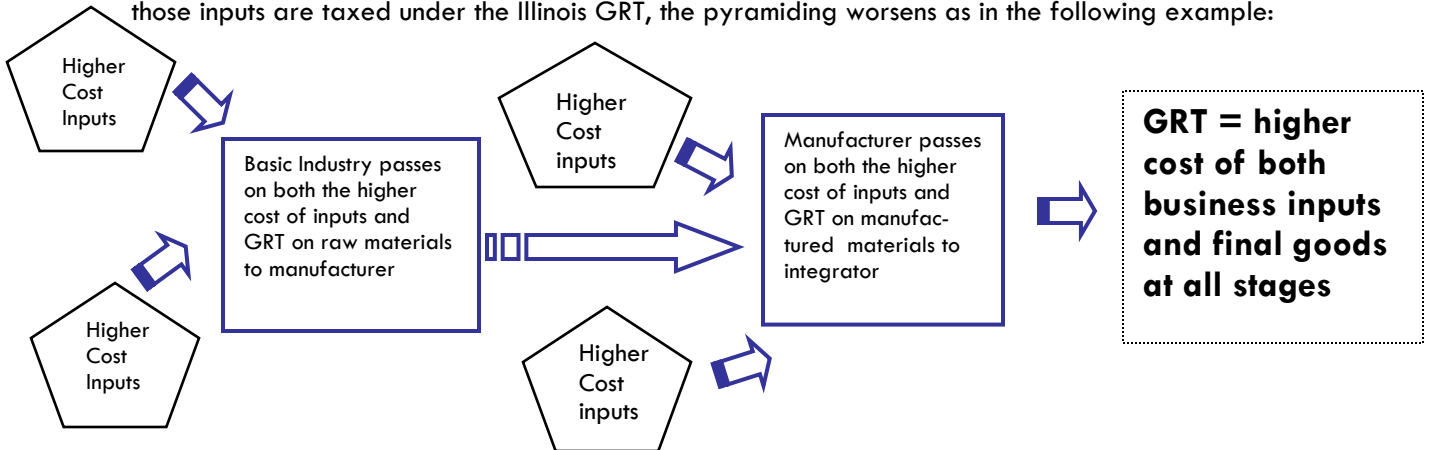 those inputs are taxed under the Illinois GRT, the pyramiding worsens as in the following example:
Higher
Cost
Inputs
Higher
Cost
Inputs
Basic Industry passes
on both the higher
cost of inputs and
GRT on raw materials
to manufacturer
Higher
Cost
inputs
Higher
Cost
inputs
Manufacturer passes
on both the higher
cost of inputs and
GRT on manufac-
tured materials to
integrator
GRT = higher
cost of both
business inputs
and final goods
at all stages